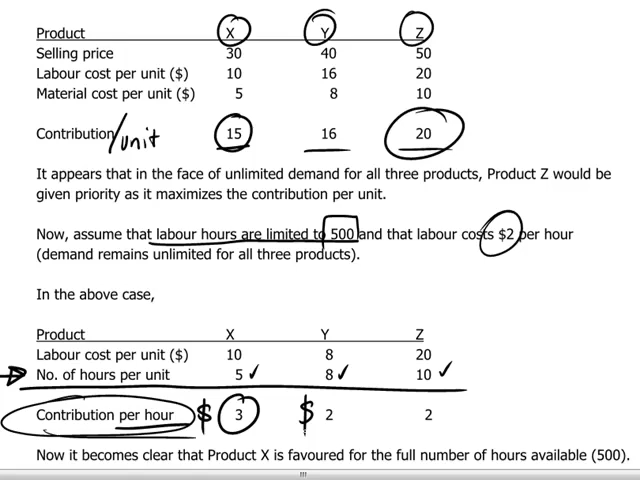 Product X Y Z
Selling price 30 40 50
Labour cost per unit ($) 10 16 20
Material cost per unit ($) 5 8 10
Contribution/unit 15 16 20
It appears that in the face of unlimited demand for all three products, Product Z would be
given priority as it maximizes the contribution per unit.
Now, assume that labour hours are limited to 500 and that labour costs $2 per hour
(demand remains unlimited for all three products).
In the above case,
Product X Y Z
Labour cost per unit ($) 10 8 20
No. of hours per unit 5 8 10
Contribution per hour $ 3 $ 2 2
Now it becomes clear that Product X is favoured for the full number of hours available (500).